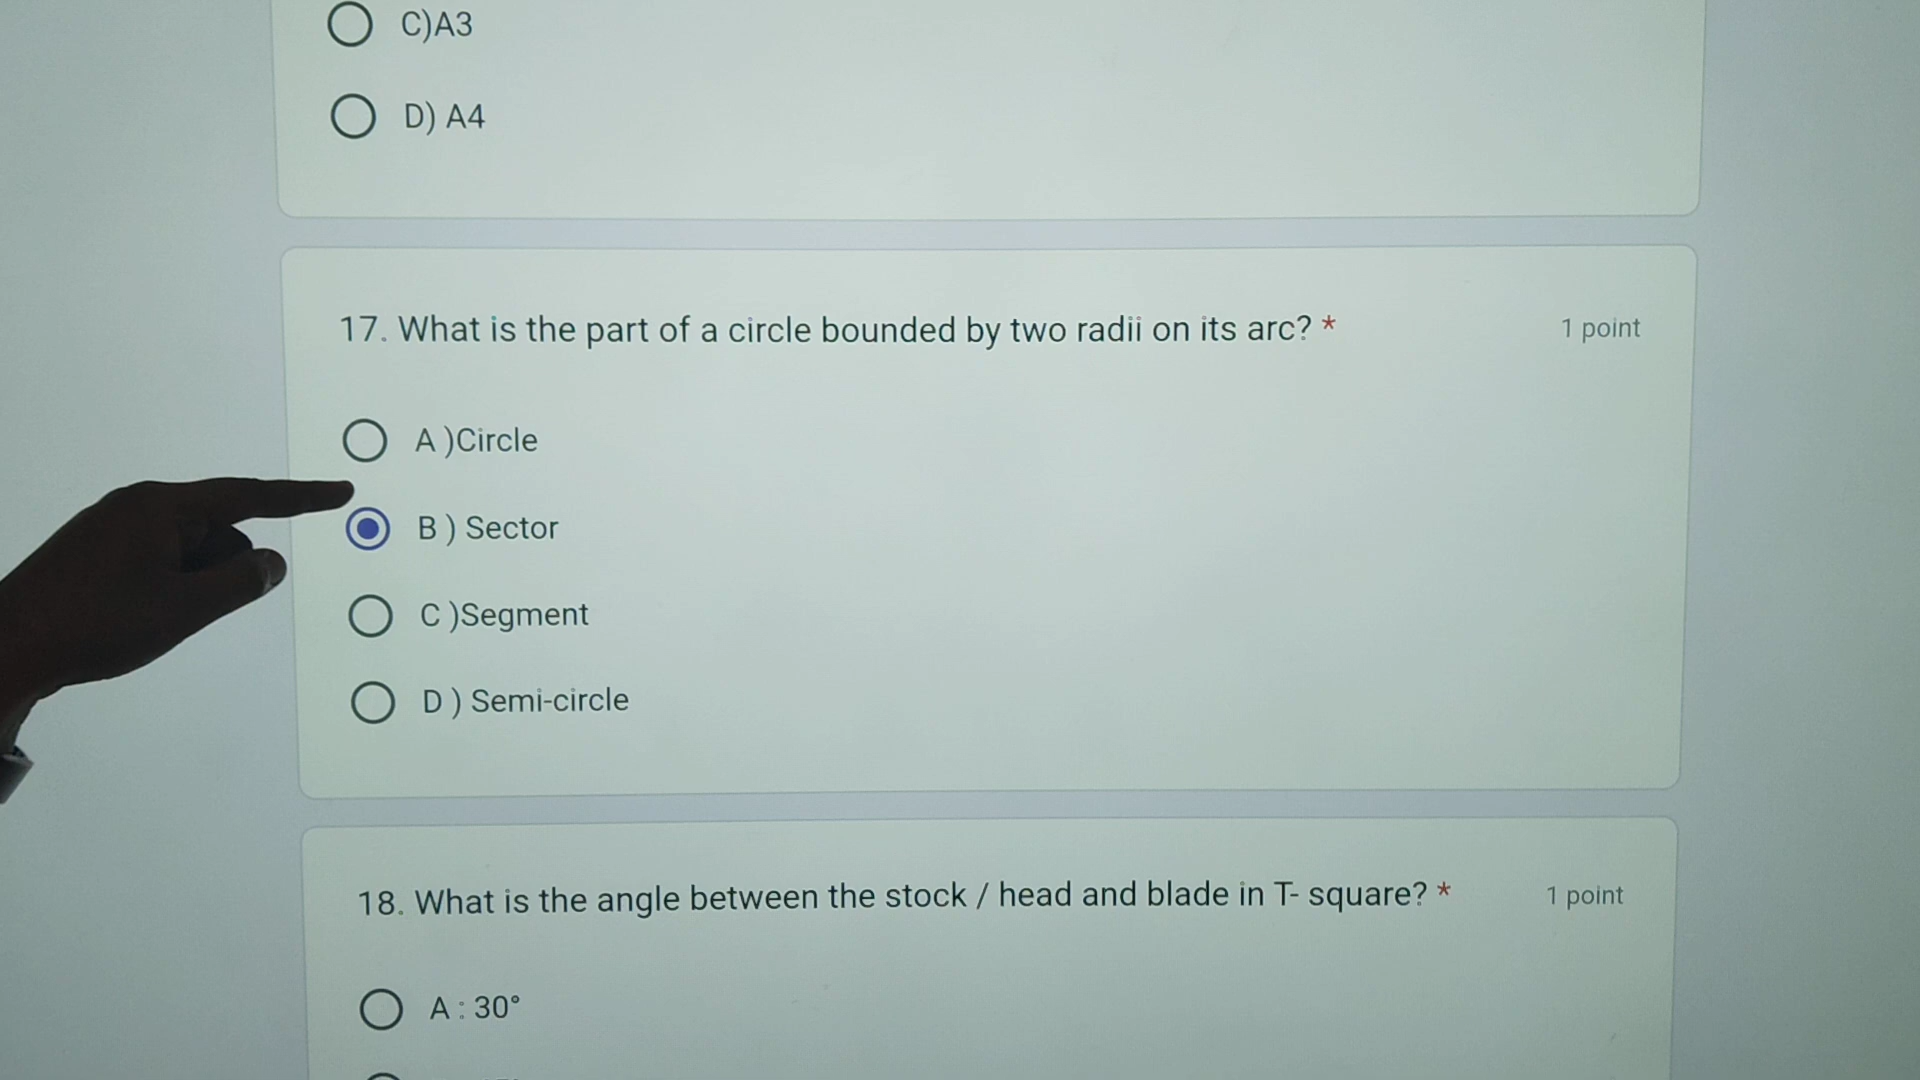 C)A3
D) A4
17. What is the part of a circle bounded by two radii on its arc? *
1 point
A )Circle
B ) Sector
C )Segment
D ) Semi-circle
18. What is the angle between the stock / head and blade in T- square? *
1 point
A : 30°